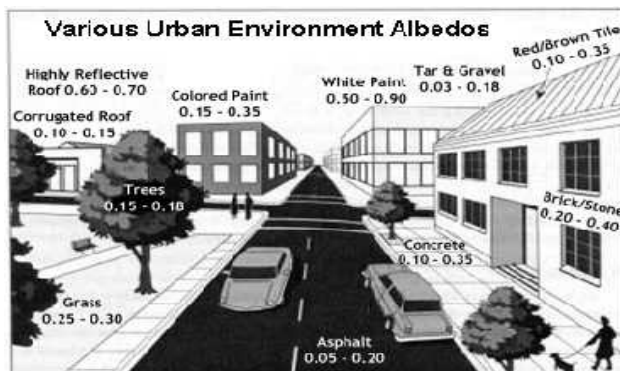 Various Urban Environment Albedos
Highly Reflective
Roof 0.60 - 0.70
Corrugated Roof
0.10 - 0.15
Colored Paint
0.15 - 0.35
White Paint
0.50 - 0.90
Tar & Gravel
0.03 - 0.18
Red/Brown Tile
0.10 - 0.35
Trees
0.15 - 0.18
Brick/Stone
0.20 - 0.40
Concrete
0.10 - 0.35
Grass
0.25 - 0.30
Asphalt
0.05 - 0.20